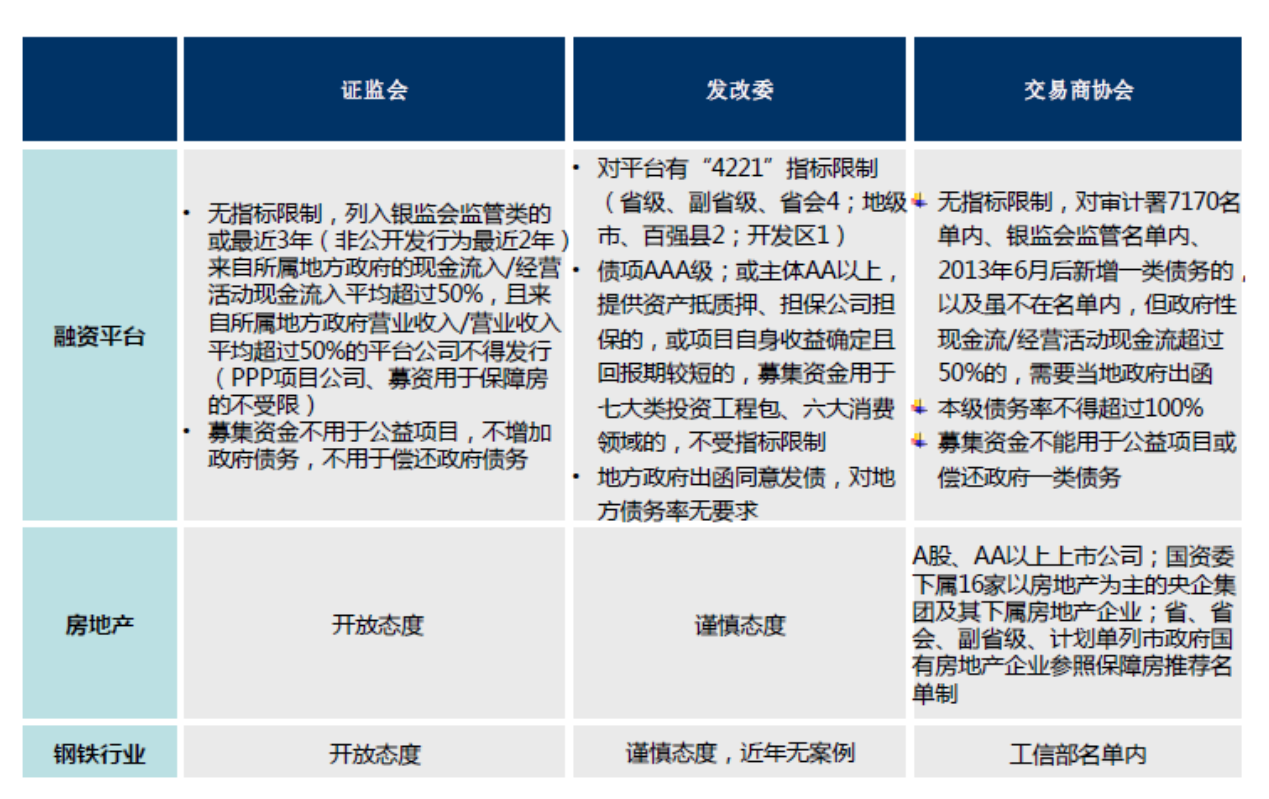 证监会
发改委
交易商协会
融资平台
• 无指标限制，列入银监会监管类的
或最近3年（非公开发行为最近2年）
来自所属地方政府的现金流入/经营
活动现金流入平均超过50%，且来
自所属地方政府营业收入/营业收入
平均超过50%的平台公司不得发行
（PPP项目公司、募资用于保障房
的不受限）
• 募集资金不用于公益项目，不增加
政府债务，不用于偿还政府债务
• 对平台有“4221”指标限制
（省级、副省级、省会4；地级
市、百强县2；开发区1）
• 债项AAA级；或主体AA以上，
提供资产抵质押、担保公司担
保的，或项目自身收益确定且
回报期较短的，募集资金用于
七大类投资工程包、六大消费
领域的，不受指标限制
• 地方政府出函同意发债，对地
方债务率无要求
无指标限制，对审计署7170名
单内、银监会监管名单内、
2013年6月后新增一类债务的，
以及虽不在名单内，但政府性
现金流/经营活动现金流超过
50%的，需要当地政府出函
本级债务率不得超过100%
募集资金不能用于公益项目或
偿还政府一类债务
房地产
开放态度
谨慎态度
A股、AA以上上市公司；国资委
下属16家以房地产为主的央企集
团及其下属房地产企业；省、省
会、副省级、计划单列市政府国
有房地产企业参照保障房推荐名
单制
钢铁行业
开放态度
谨慎态度，近年无案例
工信部名单内